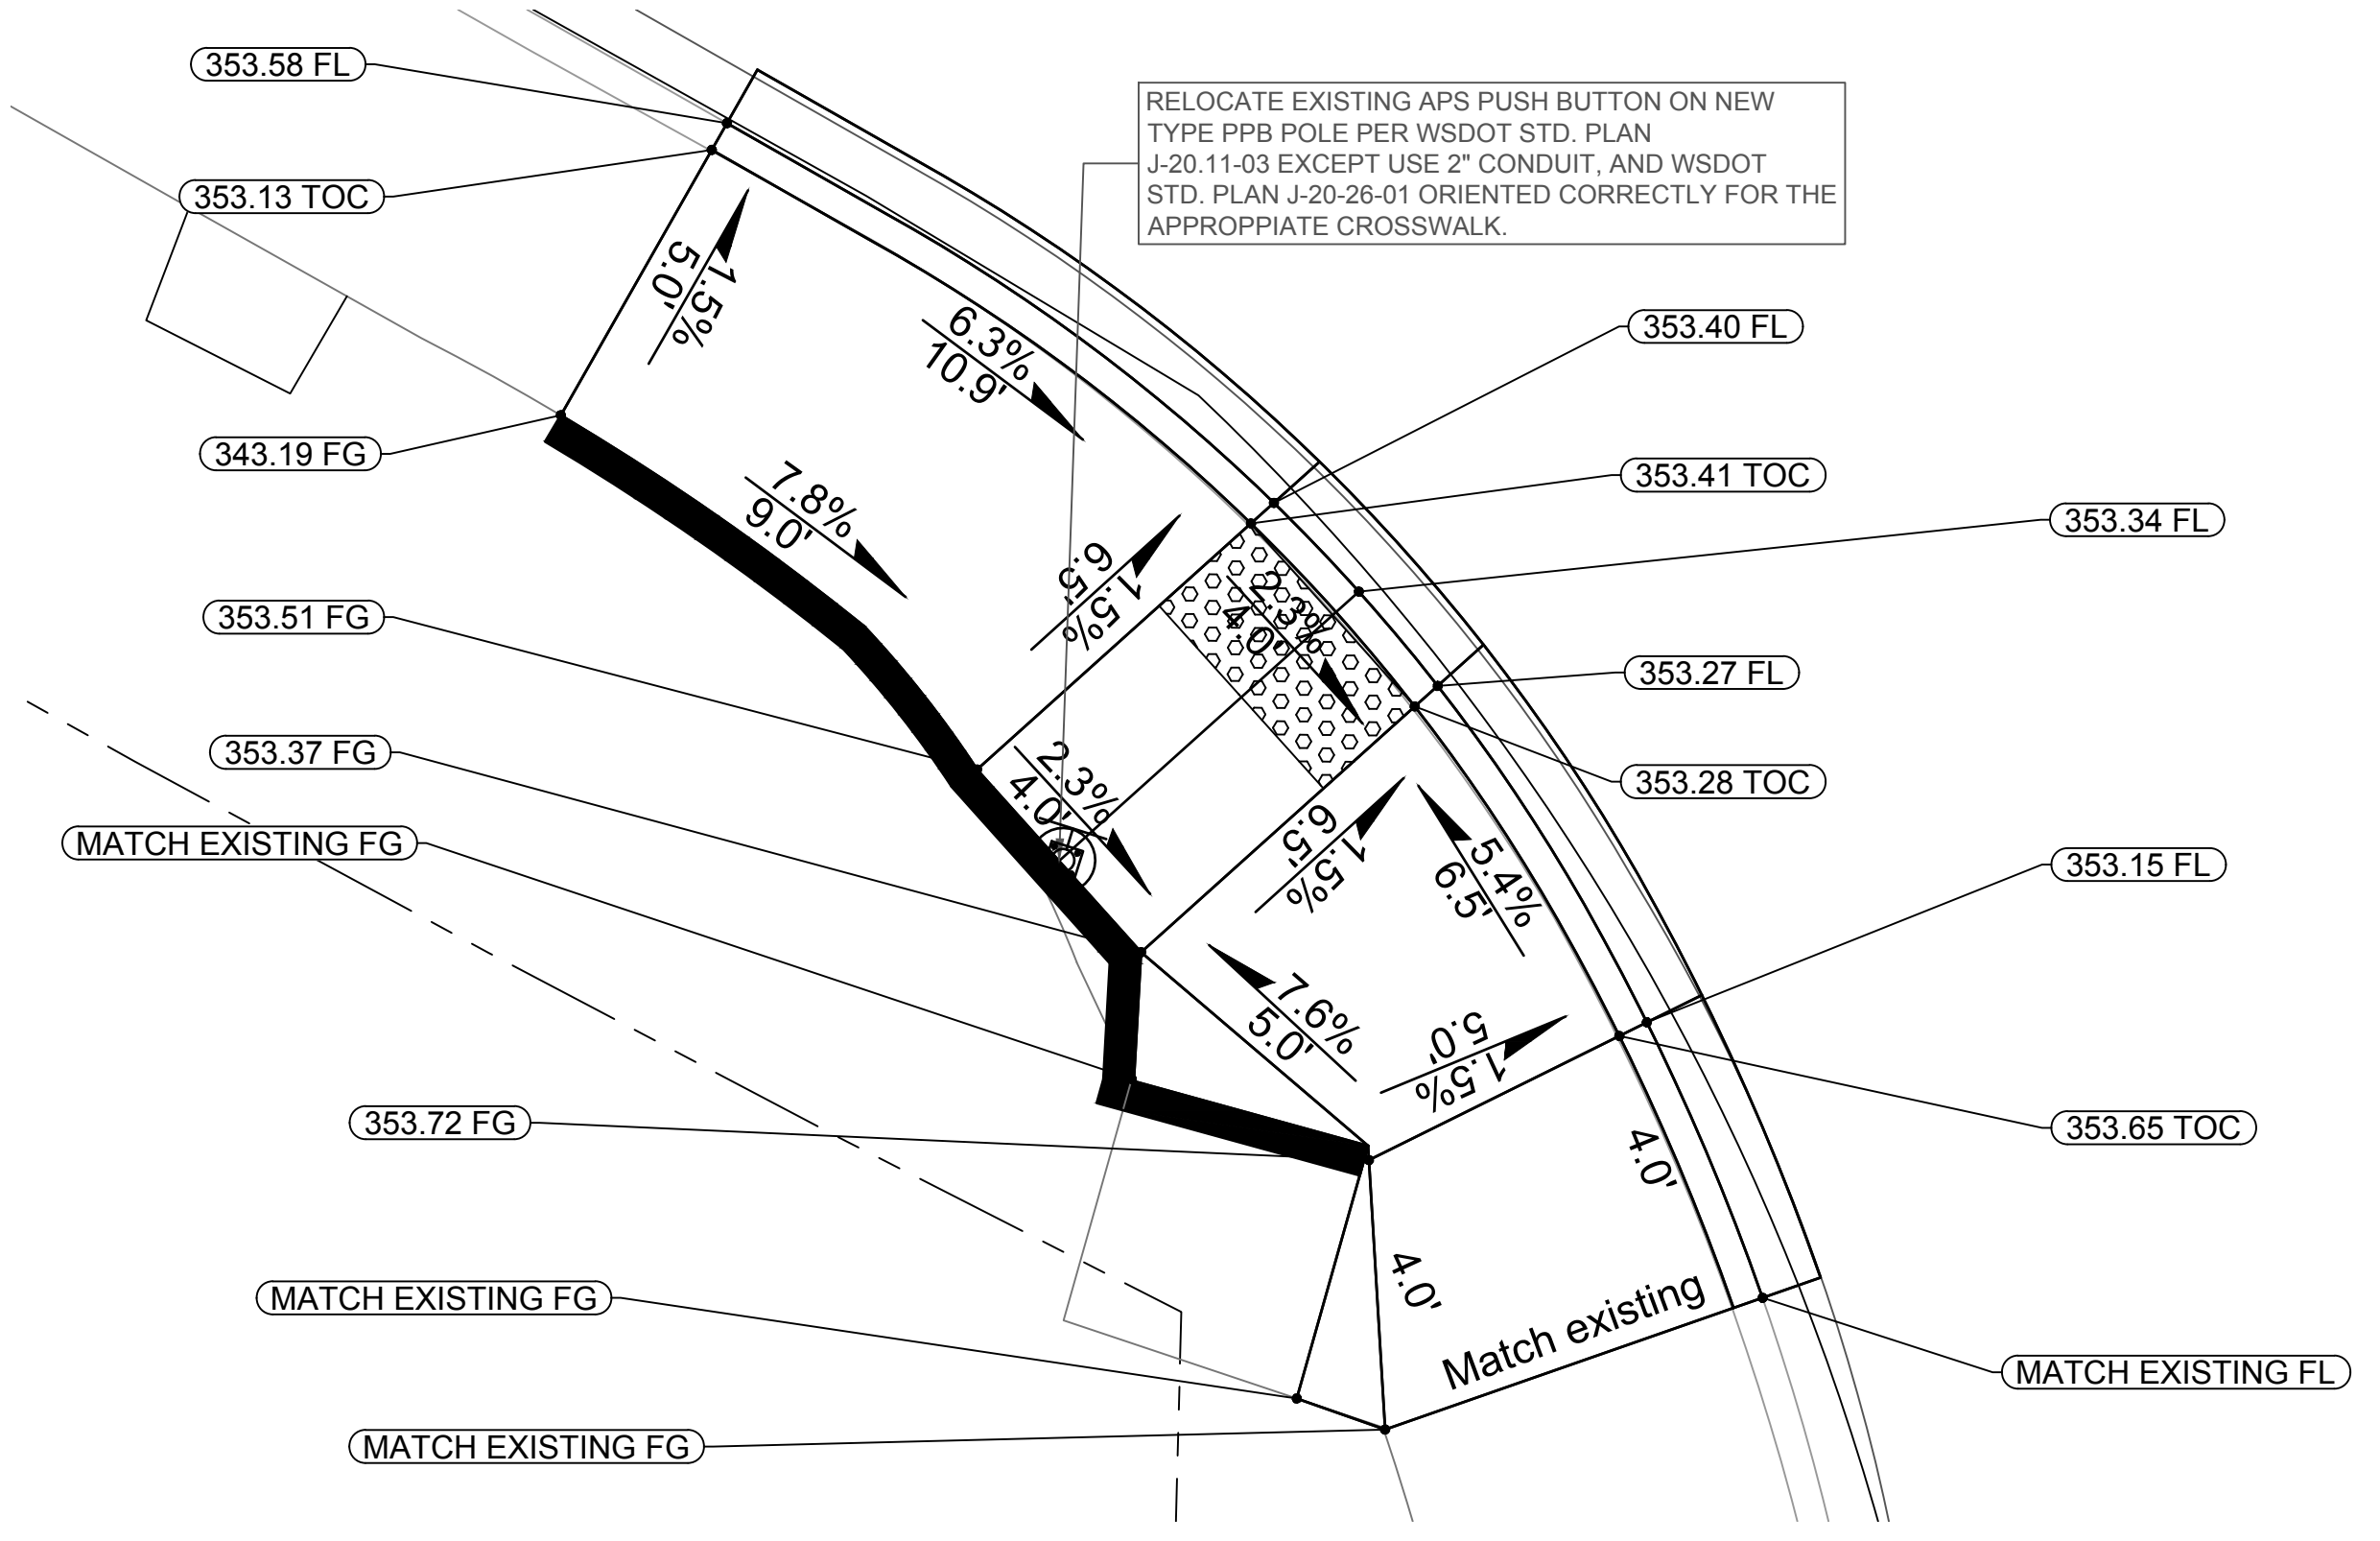 353.58 FL
353.13 TOC
343.19 FG
353.51 FG
353.37 FG
MATCH EXISTING FG
353.72 FG
MATCH EXISTING FG
MATCH EXISTING FG
RELOCATE EXISTING APS PUSH BUTTON ON NEW
TYPE PPB POLE PER WSDOT STD. PLAN
J-20.11-03 EXCEPT USE 2" CONDUIT, AND WSDOT
STD. PLAN J-20-26-01 ORIENTED CORRECTLY FOR THE
APPROPPIATE CROSSWALK.
1.5%
5.0'
6.3%
10.9'
7.8%
9.0'
6.5'
1.5%
2.3%
4.0'
2.3%
4.0'
6.5'
1.5%
5.4%
6.5'
7.6%
5.0'
5.0'
1.5%
4.0'
4.0'
Match existing
353.40 FL
353.41 TOC
353.34 FL
353.27 FL
353.28 TOC
353.15 FL
353.65 TOC
MATCH EXISTING FL